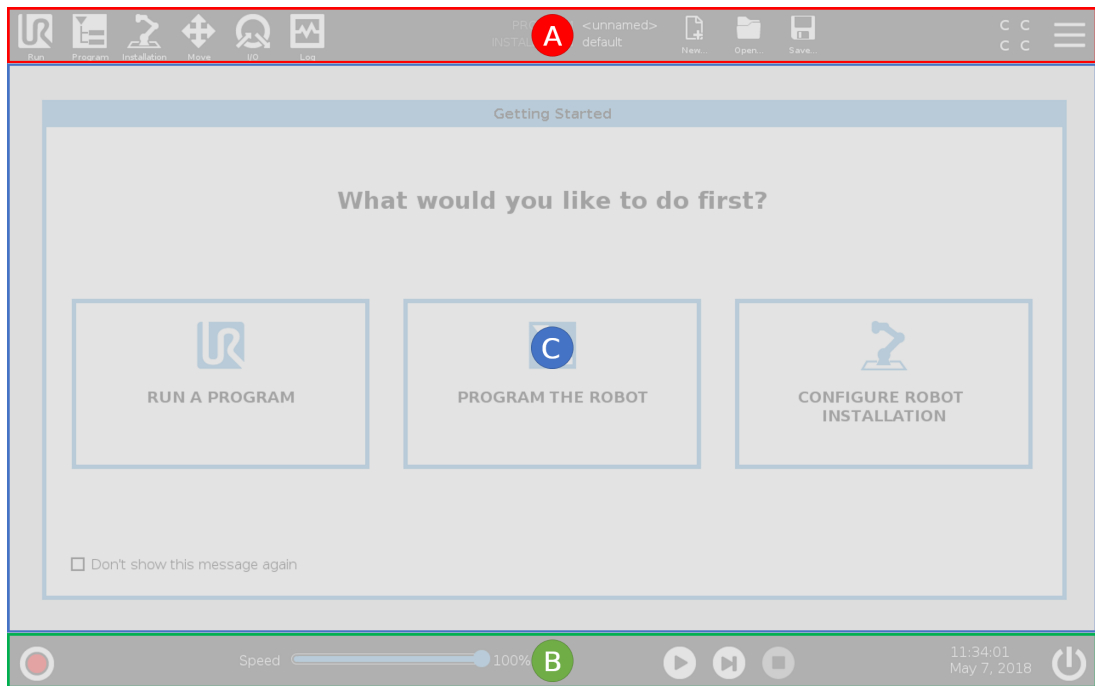 PR A <unnamed>
INSTAL default
Run Program Installation Move I/O Log New... Open... Save...
C C
C C
Getting Started
What would you like to do first?
C
RUN A PROGRAM
PROGRAM THE ROBOT
CONFIGURE ROBOT
INSTALLATION
Don't show this message again
Speed 100% B
11:34:01
May 7, 2018